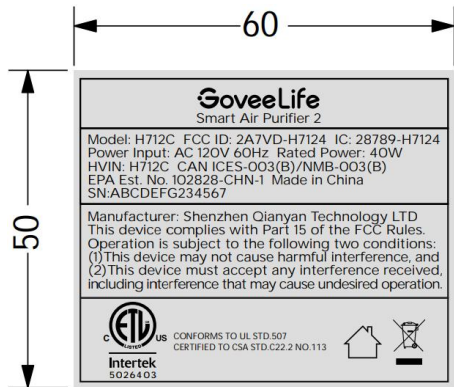 60
50
GoveeLife
Smart Air Purifier 2
Model: H712C FCC ID: 2A7VD-H7124 IC: 28789-H7124
Power Input: AC 120V 60Hz Rated Power: 40W
HVIN: H712C CAN ICES-003(B)/NMB-003(B)
EPA Est. No. 102828-CHN-1 Made in China
SN:ABCDEFG234567
Manufacturer: Shenzhen Qianyan Technology LTD
This device complies with Part 15 of the FCC Rules.
Operation is subject to the following two conditions:
(1)This device may not cause harmful interference, and
(2)This device must accept any interference received,
including interference that may cause undesired operation.
C ETL US
LISTED
Intertek
5026403
CONFORMS TO UL STD.507
CERTIFIED TO CSA STD.C22.2 NO.113